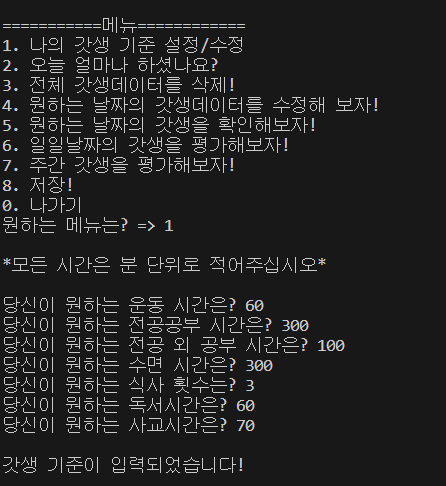 ===========메뉴============
1. 나의 갓생 기준 설정/수정
2. 오늘 얼마나 하셨나요?
3. 전체 갓생데이터를 삭제!
4. 원하는 날짜의 갓생데이터를 수정해 보자!
5. 원하는 날짜의 갓생을 확인해보자!
6. 일일날짜의 갓생을 평가해보자!
7. 주간 갓생을 평가해보자!
8. 저장!
0. 나가기
원하는 메뉴는? => 1
*모든 시간은 분 단위로 적어주십시오*
당신이 원하는 운동 시간은? 60
당신이 원하는 전공공부 시간은? 300
당신이 원하는 전공 외 공부 시간은? 100
당신이 원하는 수면 시간은? 300
당신이 원하는 식사 횟수는? 3
당신이 원하는 독서시간은? 60
당신이 원하는 사교시간은? 70
갓생 기준이 입력되었습니다!